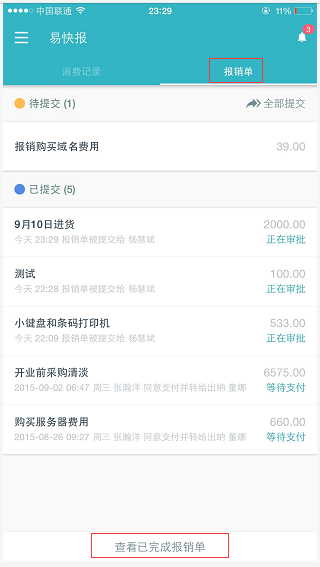 中国联通 23:29 11%
易快报 3
消费记录 报销单
待提交 (1) 全部提交
报销购买域名费用 39.00
已提交 (5)
9月10日进货 2000.00
今天 23:29 报销单被提交给 杨慧斌 正在审批
测试 100.00
今天 22:28 报销单被提交给 杨慧斌 正在审批
小键盘和条码打印机 533.00
今天 22:09 报销单被提交给 杨慧斌 正在审批
开业前采购清淡 6575.00
2015-09-02 06:47 周三 张瀚洋 同意支付并转给出纳 董娜 等待支付
购买服务器费用 660.00
2015-08-26 09:27 周三 张瀚洋 同意支付并转给出纳 董娜 等待支付
查看已完成报销单